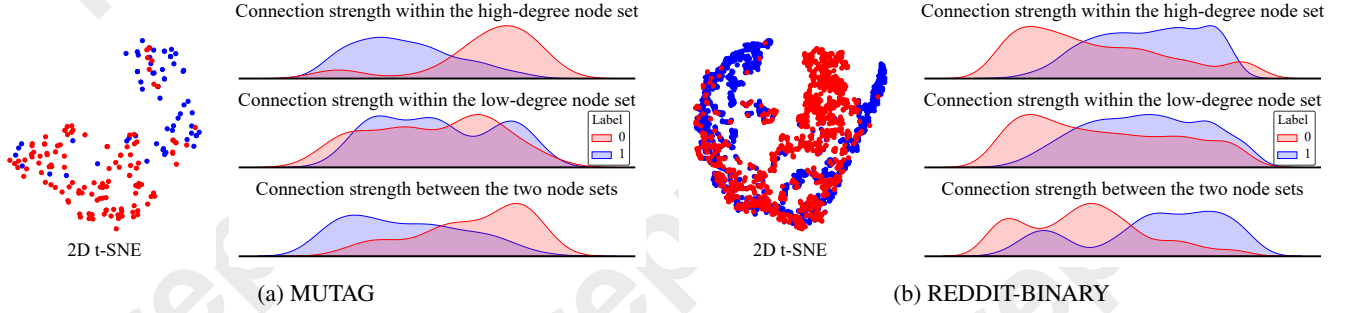 Connection strength within the high-degree node set
Connection strength within the low-degree node set
Label
0
1
Connection strength between the two node sets
2D t-SNE
(a) MUTAG
Connection strength within the high-degree node set
Connection strength within the low-degree node set
Label
0
1
Connection strength between the two node sets
2D t-SNE
(b) REDDIT-BINARY